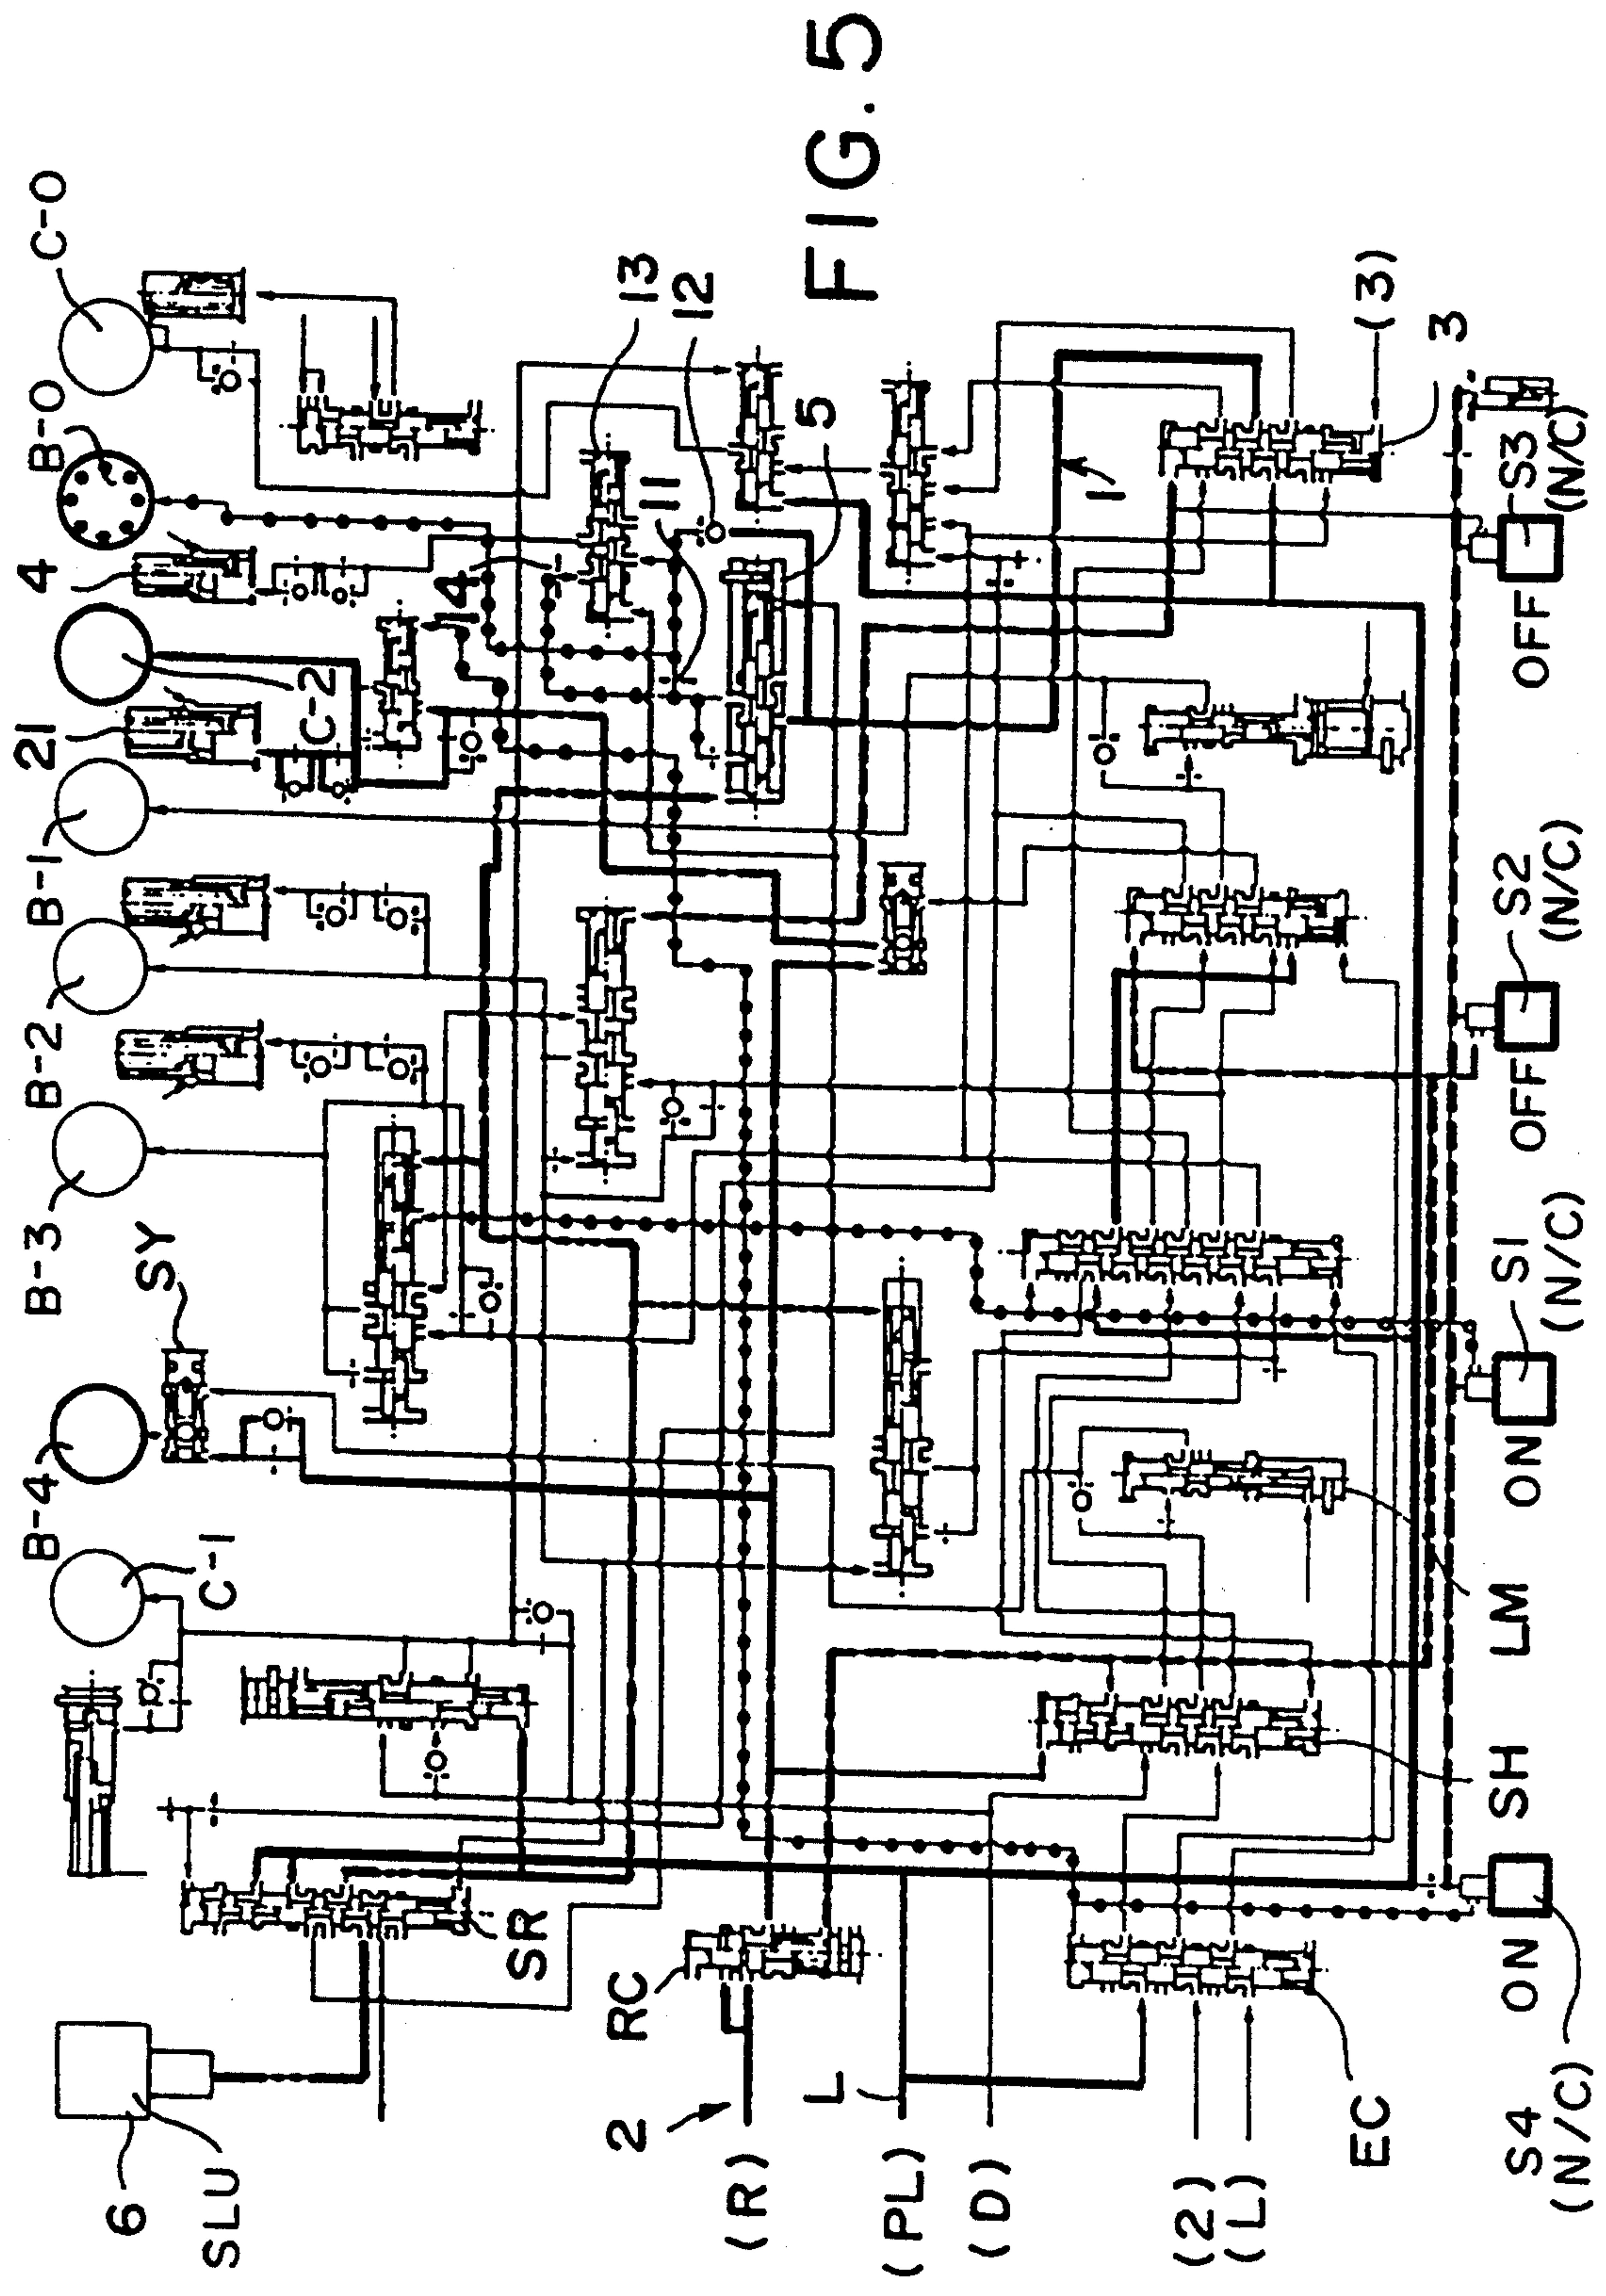 FIG. 5
C-0
B-0
4
C-2
21
B-1
B-2
B-3
SY
B-4
C-1
13
12
11
14
5
1
(3)
3
S3
(N/C)
OFF
S2
(N/C)
OFF
S1
(N/C)
ON
LM
SH
ON
S4
(N/C)
EC
SR
RC
2
L
6
SLU
(R)
(PL)
(D)
(2)
(L)